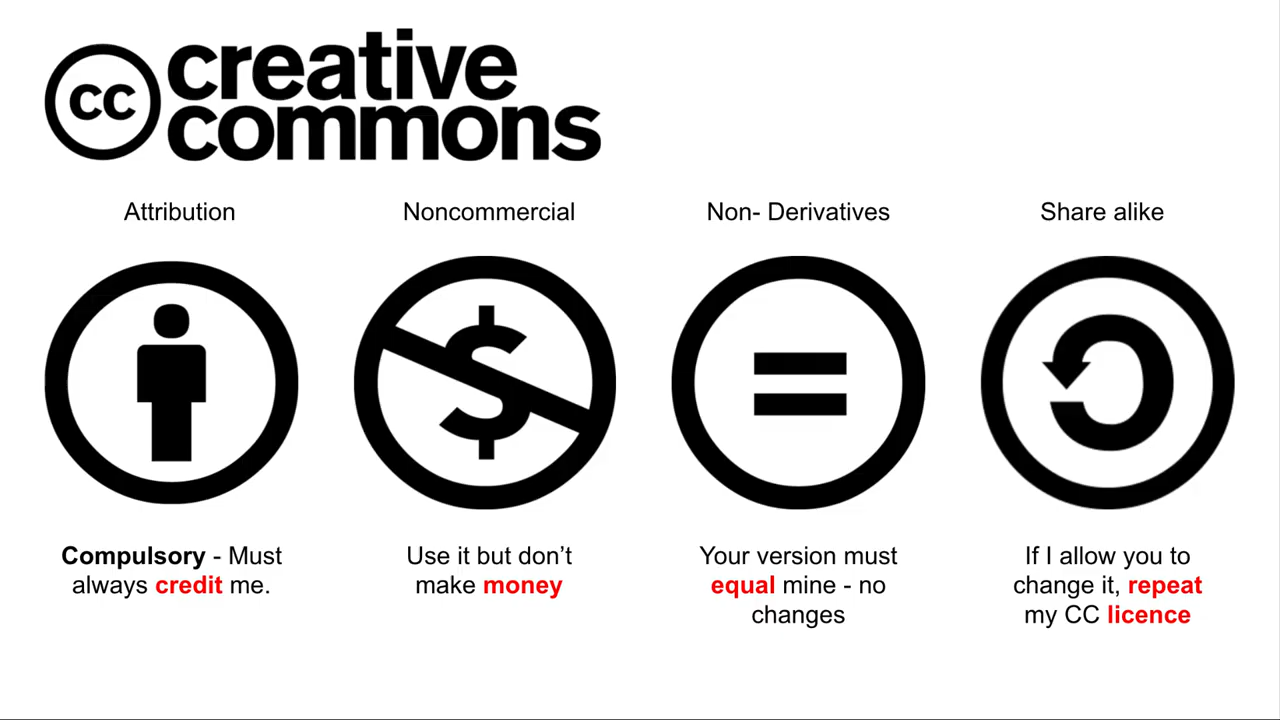 cc creative
commons
Attribution
Noncommercial
Non- Derivatives
Share alike
$
=
Compulsory - Must
always credit me.
Use it but don’t
make money
Your version must
equal mine - no
changes
If I allow you to
change it, repeat
my CC licence